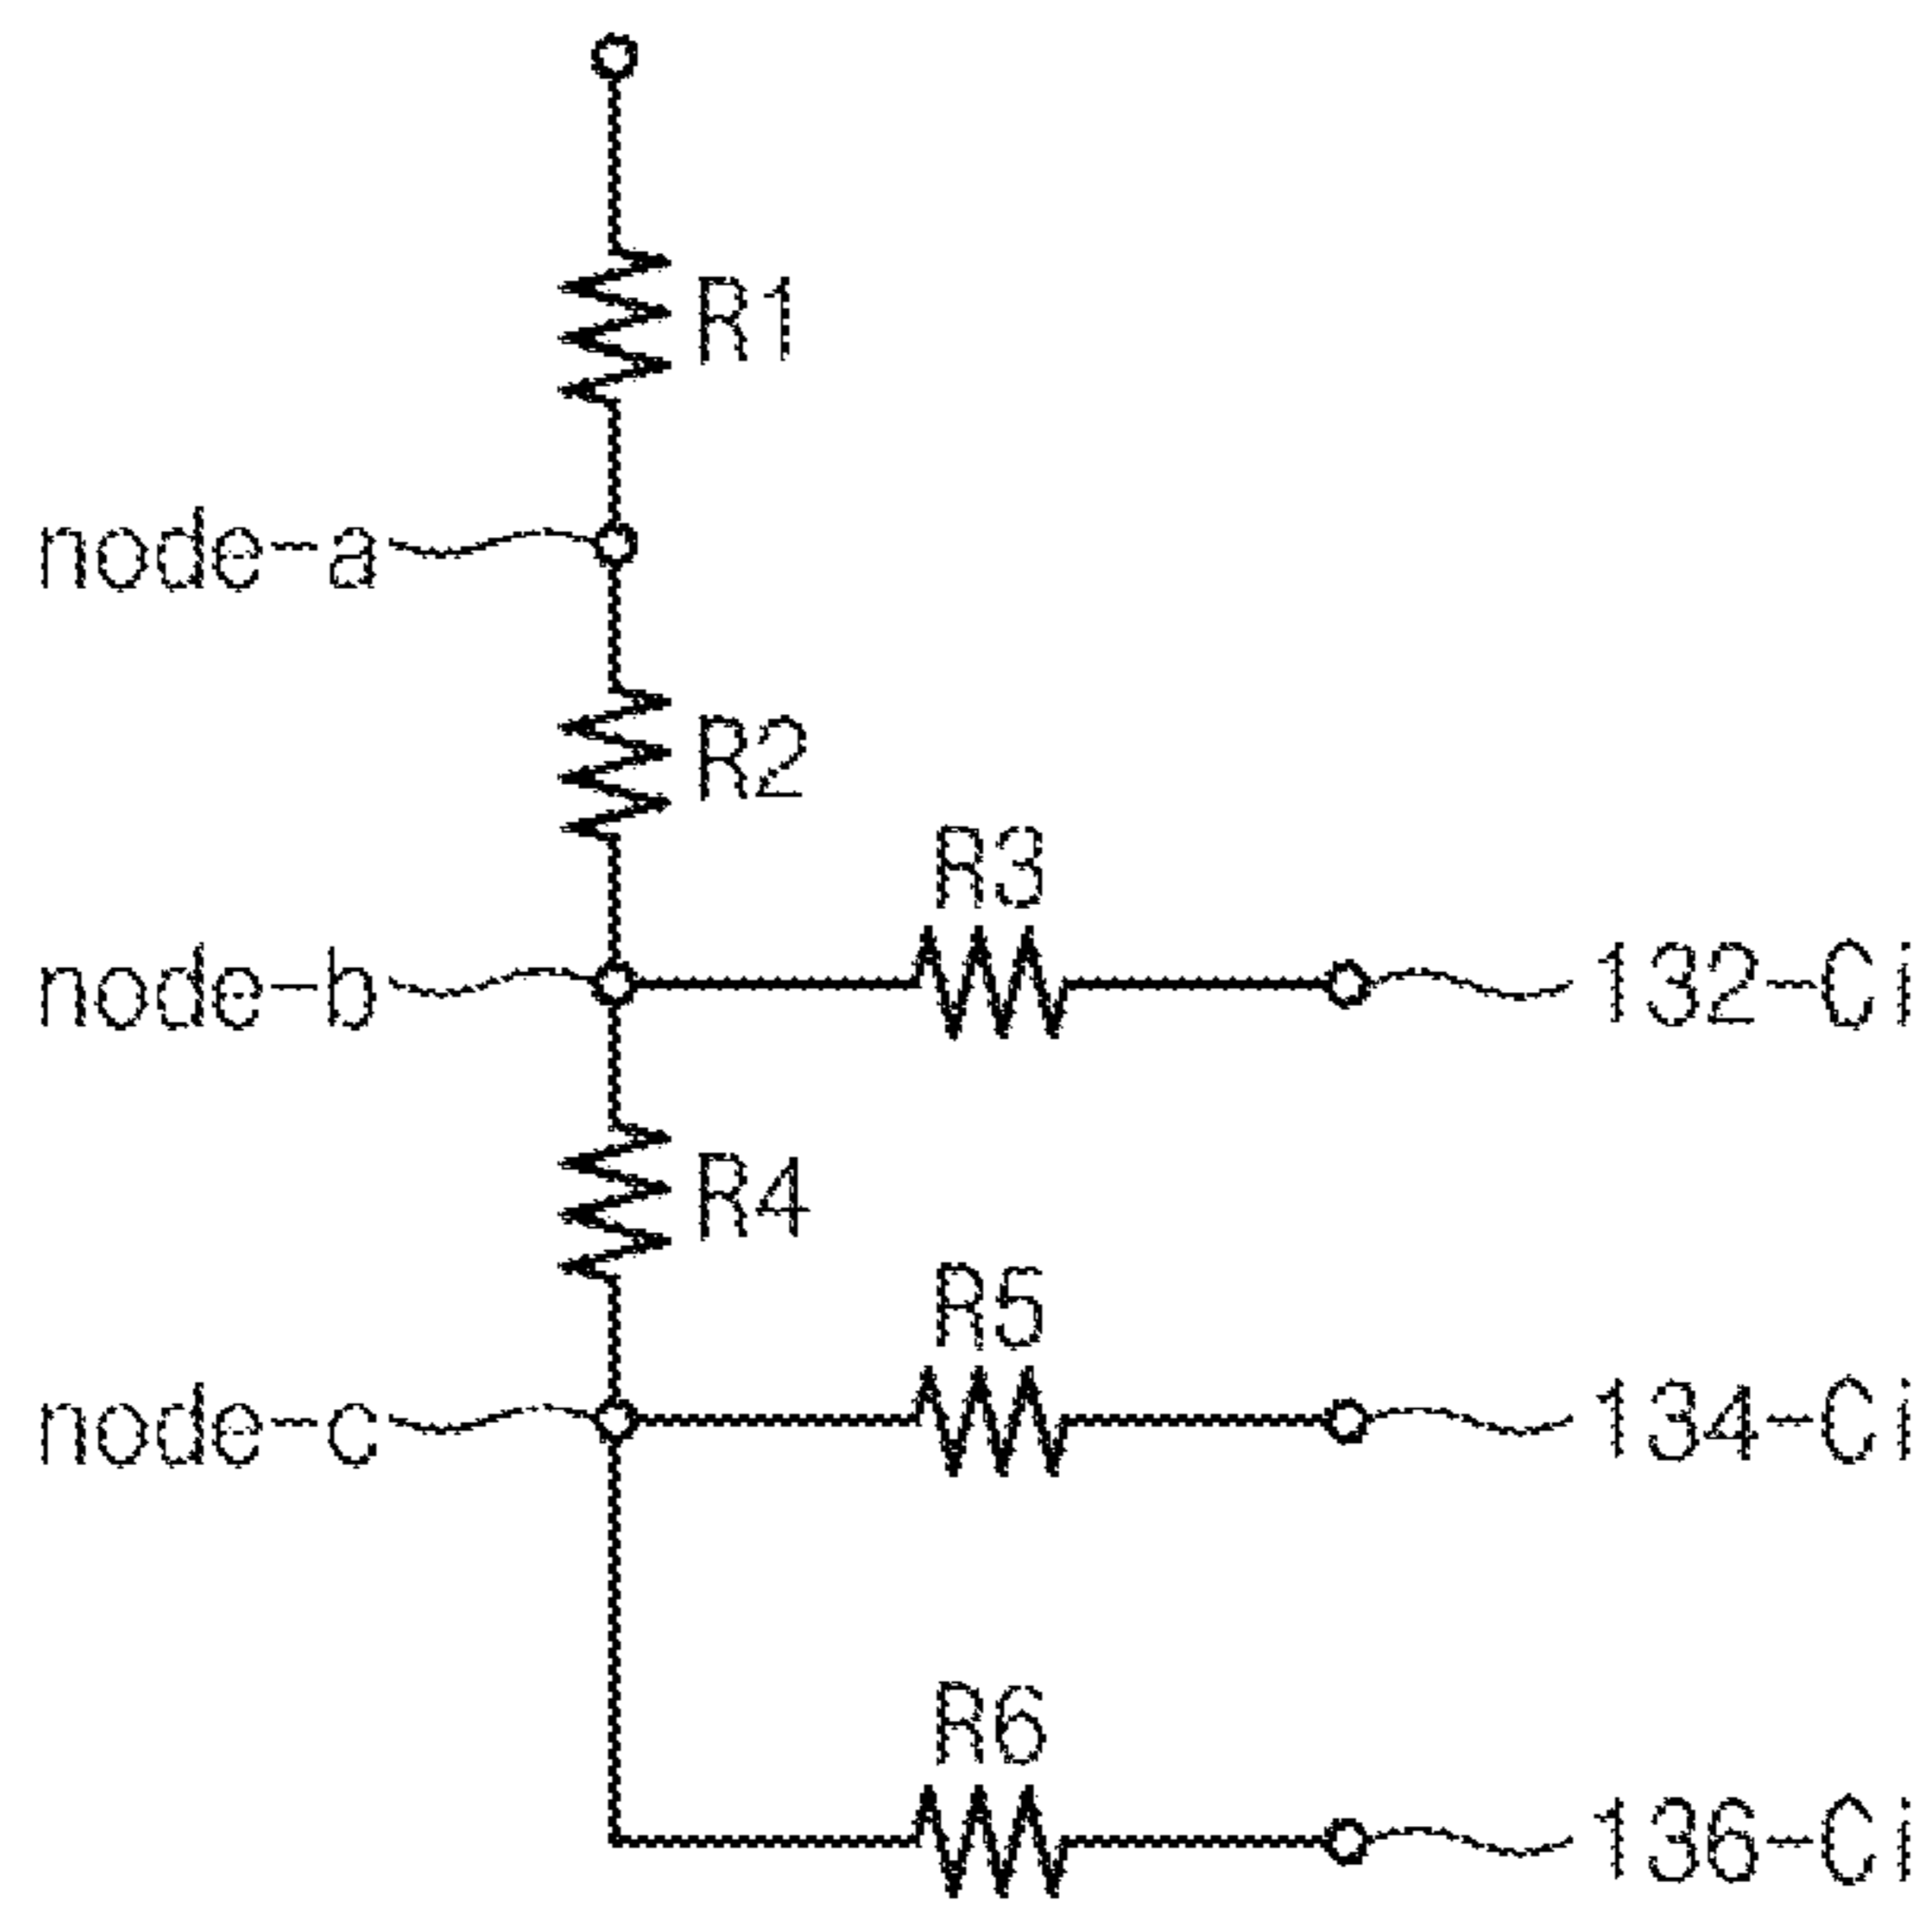 R1
node-a
R2
R3
node-b
132-Ci
R4
R5
node-c
134-Ci
R6
136-Ci